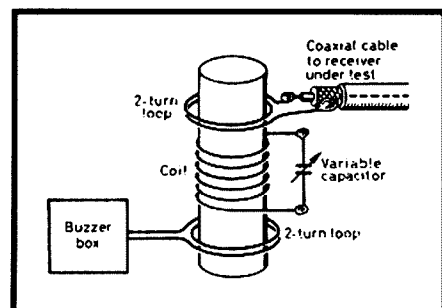 Coaxial cable
to receiver
under test
2-turn
loop
Coil
Variable
capacitor
Buzzer
box
2-turn loop